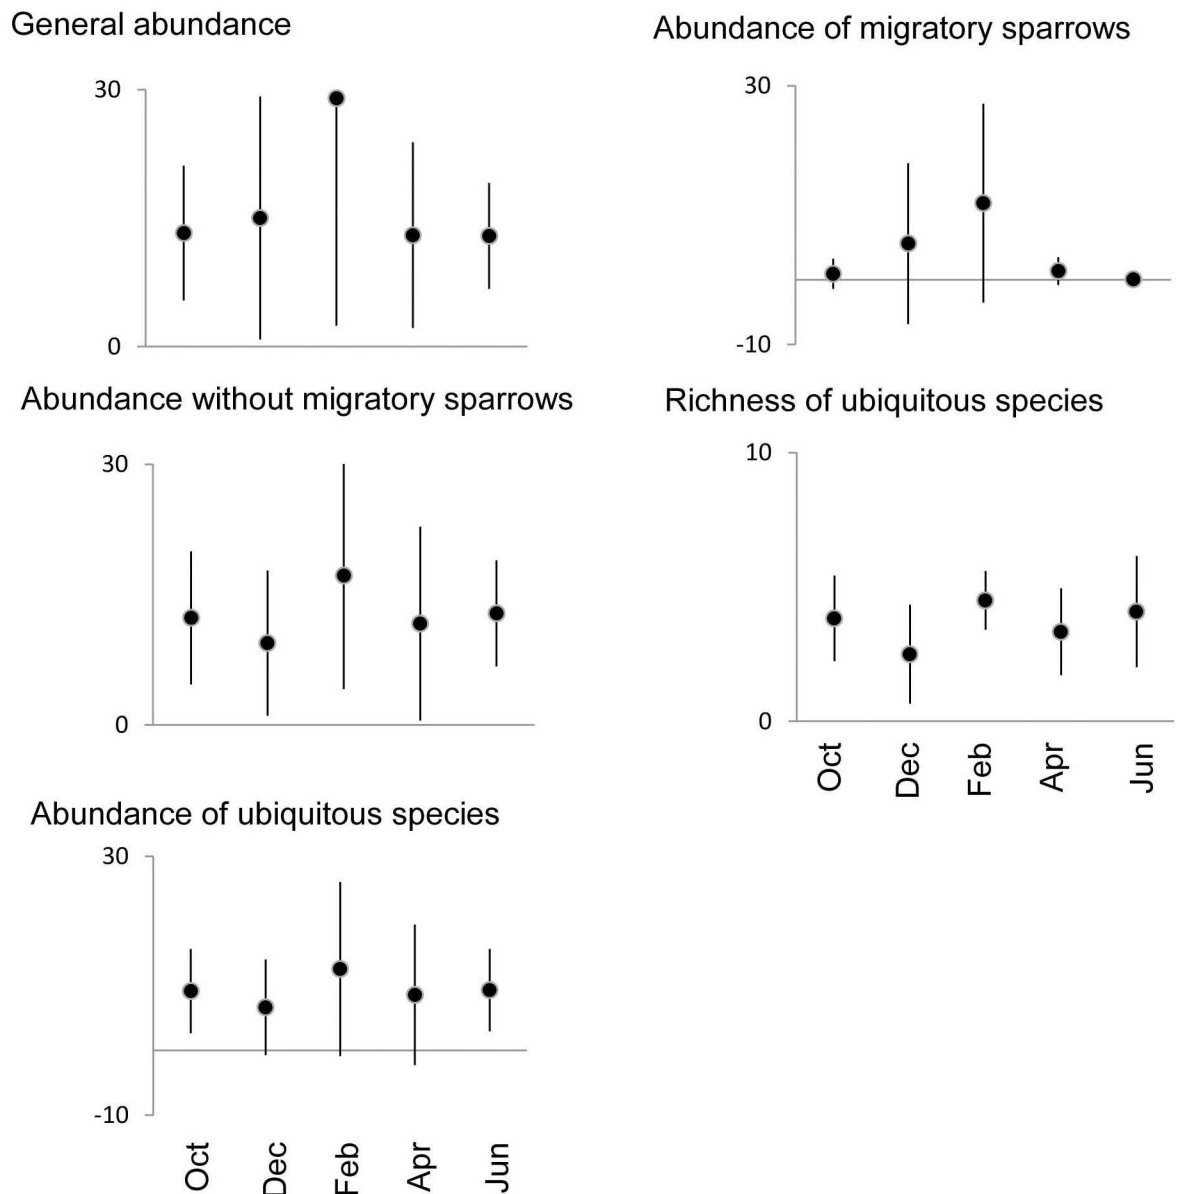 General abundance
30
0
Abundance of migratory sparrows
30
-10
Abundance without migratory sparrows
30
0
Richness of ubiquitous species
10
0
Oct Dec Feb Apr Jun
Abundance of ubiquitous species
30
-10
Oct Dec Feb Apr Jun